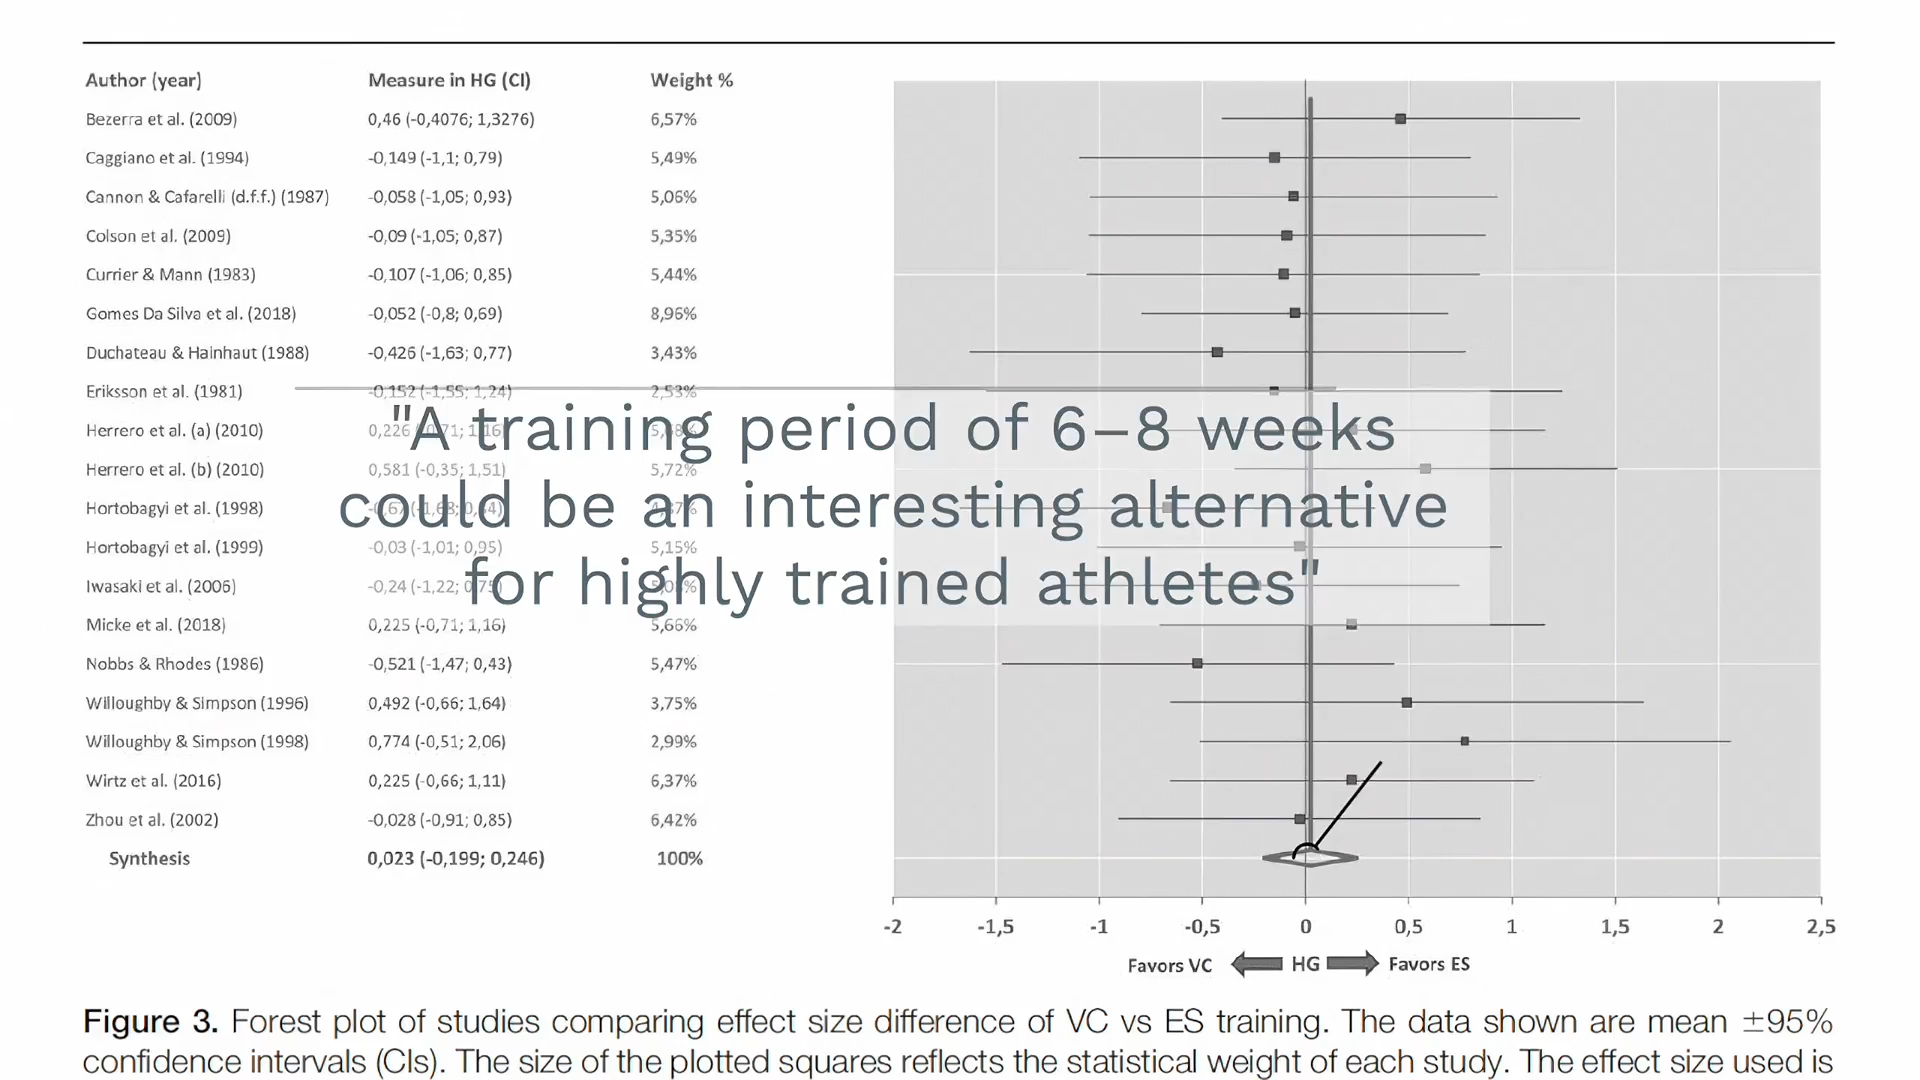 Author (year) Measure in HG (CI) Weight %
Bezerra et al. (2009) 0,46 (-0,4076; 1,3276) 6,57%
Caggiano et al. (1994) -0,149 (-1,1; 0,79) 5,49%
Cannon & Cafarelli (d.f.f.) (1987) -0,058 (-1,05; 0,93) 5,06%
Colson et al. (2009) -0,09 (-1,05; 0,87) 5,35%
Currier & Mann (1983) -0,107 (-1,06; 0,85) 5,44%
Gomes Da Silva et al. (2018) -0,052 (-0,8; 0,69) 8,96%
Duchateau & Hainhaut (1988) -0,426 (-1,63; 0,77) 3,43%
Eriksson et al. (1981) -0,152 (-1,55; 1,24) 2,53%
Herrero et al. (a) (2010)
Herrero et al. (b) (2010) 0,581 (-0,35; 1,51) 5,72%
Hortobagyi et al. (1998)
Hortobagyi et al. (1999) -0,03 (-1,01; 0,95) 5,15%
Iwasaki et al. (2006) -0,24 (-1,22;
Micke et al. (2018) 0,225 (-0,71; 1,16) 5,66%
Nobbs & Rhodes (1986) -0,521 (-1,47; 0,43) 5,47%
Willoughby & Simpson (1996) 0,492 (-0,66; 1,64) 3,75%
Willoughby & Simpson (1998) 0,774 (-0,51; 2,06) 2,99%
Wirtz et al. (2016) 0,225 (-0,66; 1,11) 6,37%
Zhou et al. (2002) -0,028 (-0,91; 0,85) 6,42%
Synthesis 0,023 (-0,199; 0,246) 100%
"A training period of 6–8 weeks
could be an interesting alternative
for highly trained athletes"
-2 -1,5 -1 -0,5 0 0,5 1 1,5 2 2,5
Favors VC HG Favors ES
Figure 3. Forest plot of studies comparing effect size difference of VC vs ES training. The data shown are mean ±95%
confidence intervals (CIs). The size of the plotted squares reflects the statistical weight of each study. The effect size used is